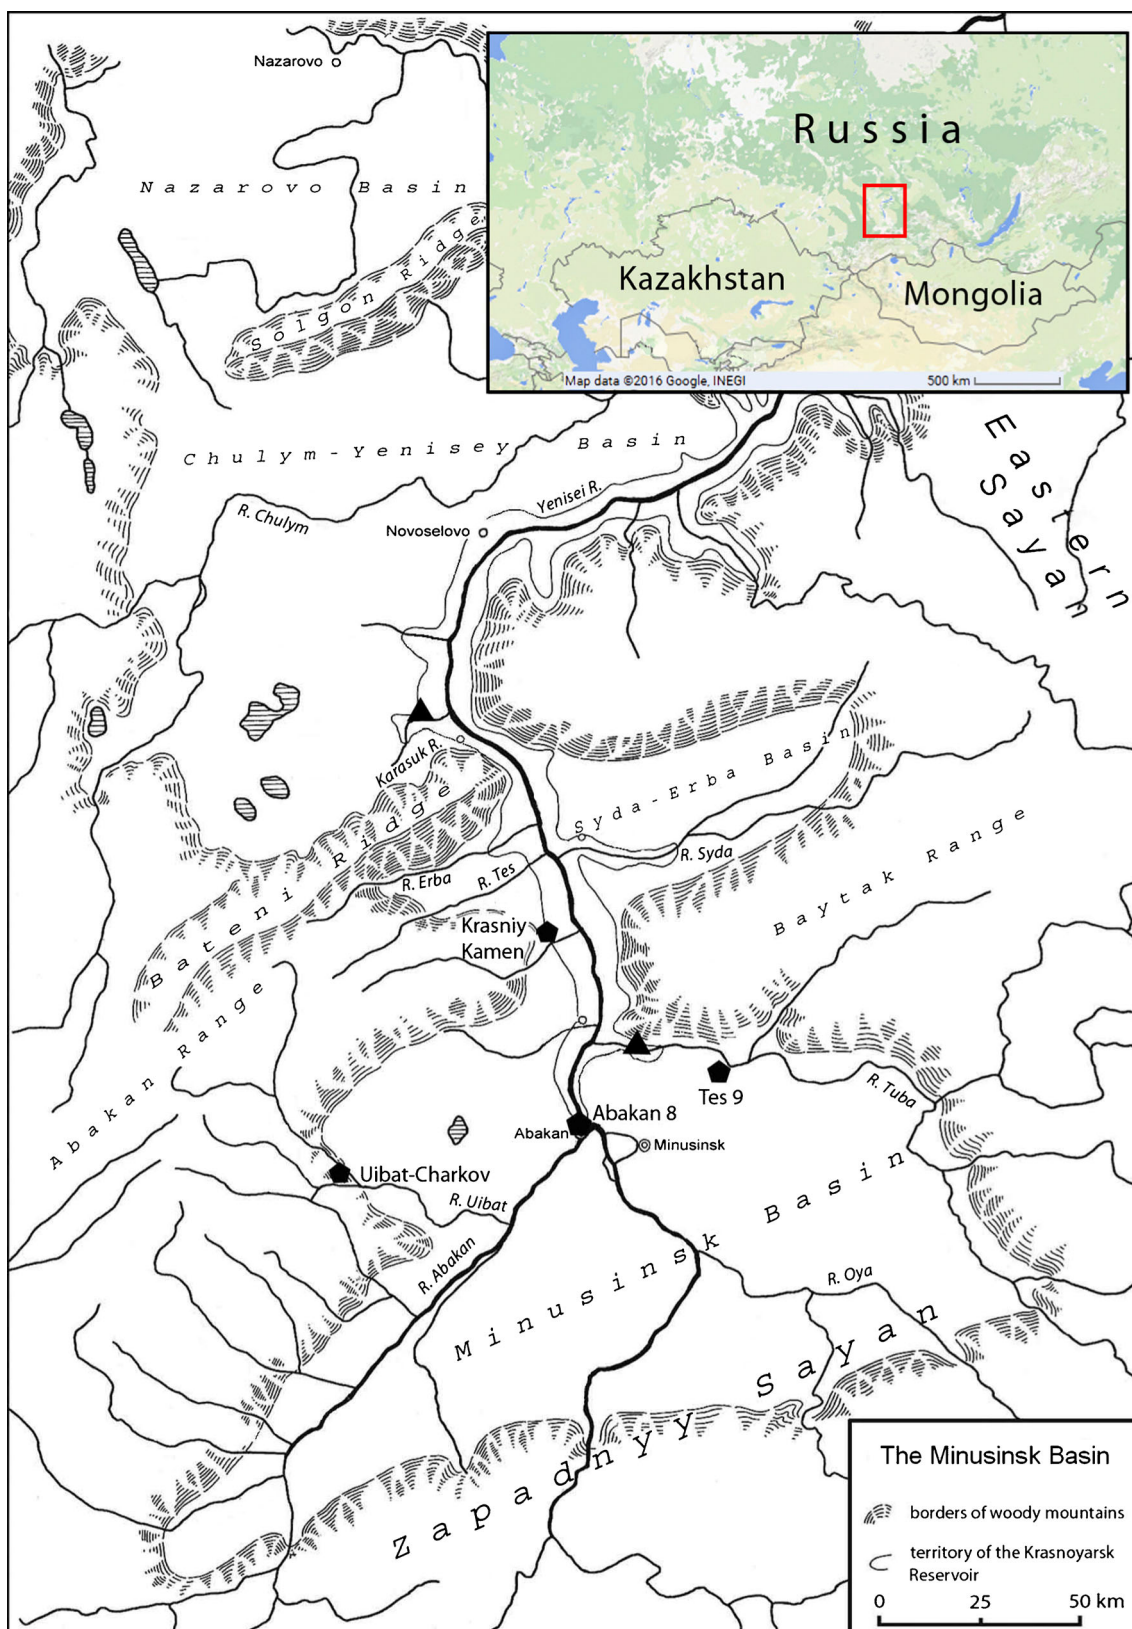 Nazarovo
Nazarovo Basin
Solgon Ridge
Russia
Kazakhstan
Mongolia
Map data ©2016 Google, INEGI
500 km
Eastern
Sayan
Chulym-Yenisey Basin
Yenisei R.
R. Chulym
Novoselovo
Karasuk R.
Syda-Erba Basin
Bateni Ridge
R. Erba
R. Tes
R. Syda
Baytak Range
Krasniy
Kamen
Abakan Range
Tes 9
R. Tuba
Abakan 8
Abakan
Minusinsk
Uibat-Charkov
R. Uibat
R. Abakan
Minusinsk Basin
R. Oya
Zapadnyy Sayan
The Minusinsk Basin
borders of woody mountains
territory of the Krasnoyarsk
Reservoir
0 25 50 km